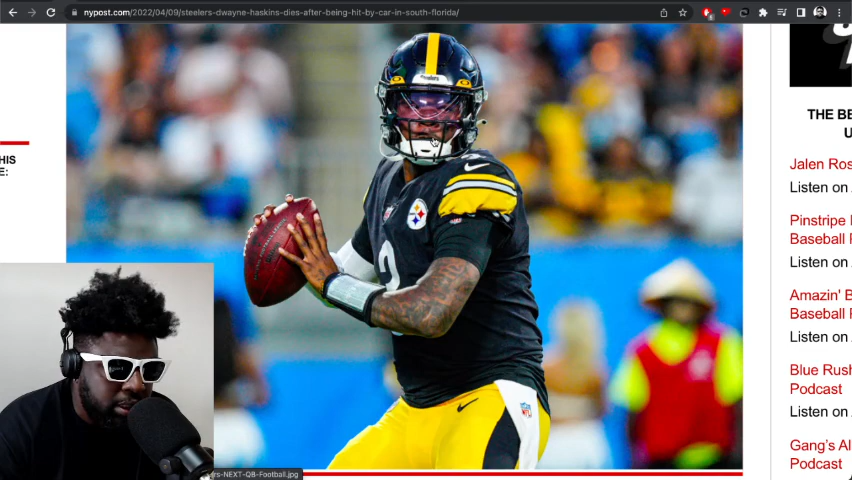 nypost.com/2022/04/09/steelers-dwayne-haskins-dies-after-being-hit-by-car-in-south-florida/
Steelers
THE BE
U
HIS
E:
Jalen Ros
Listen on
Pinstripe
Baseball F
Listen on
Amazin' B
Baseball F
Listen on
Blue Rush
Podcast
Listen on
Gang's Al
Podcast
rs-NEXT-QB-Football.jpg